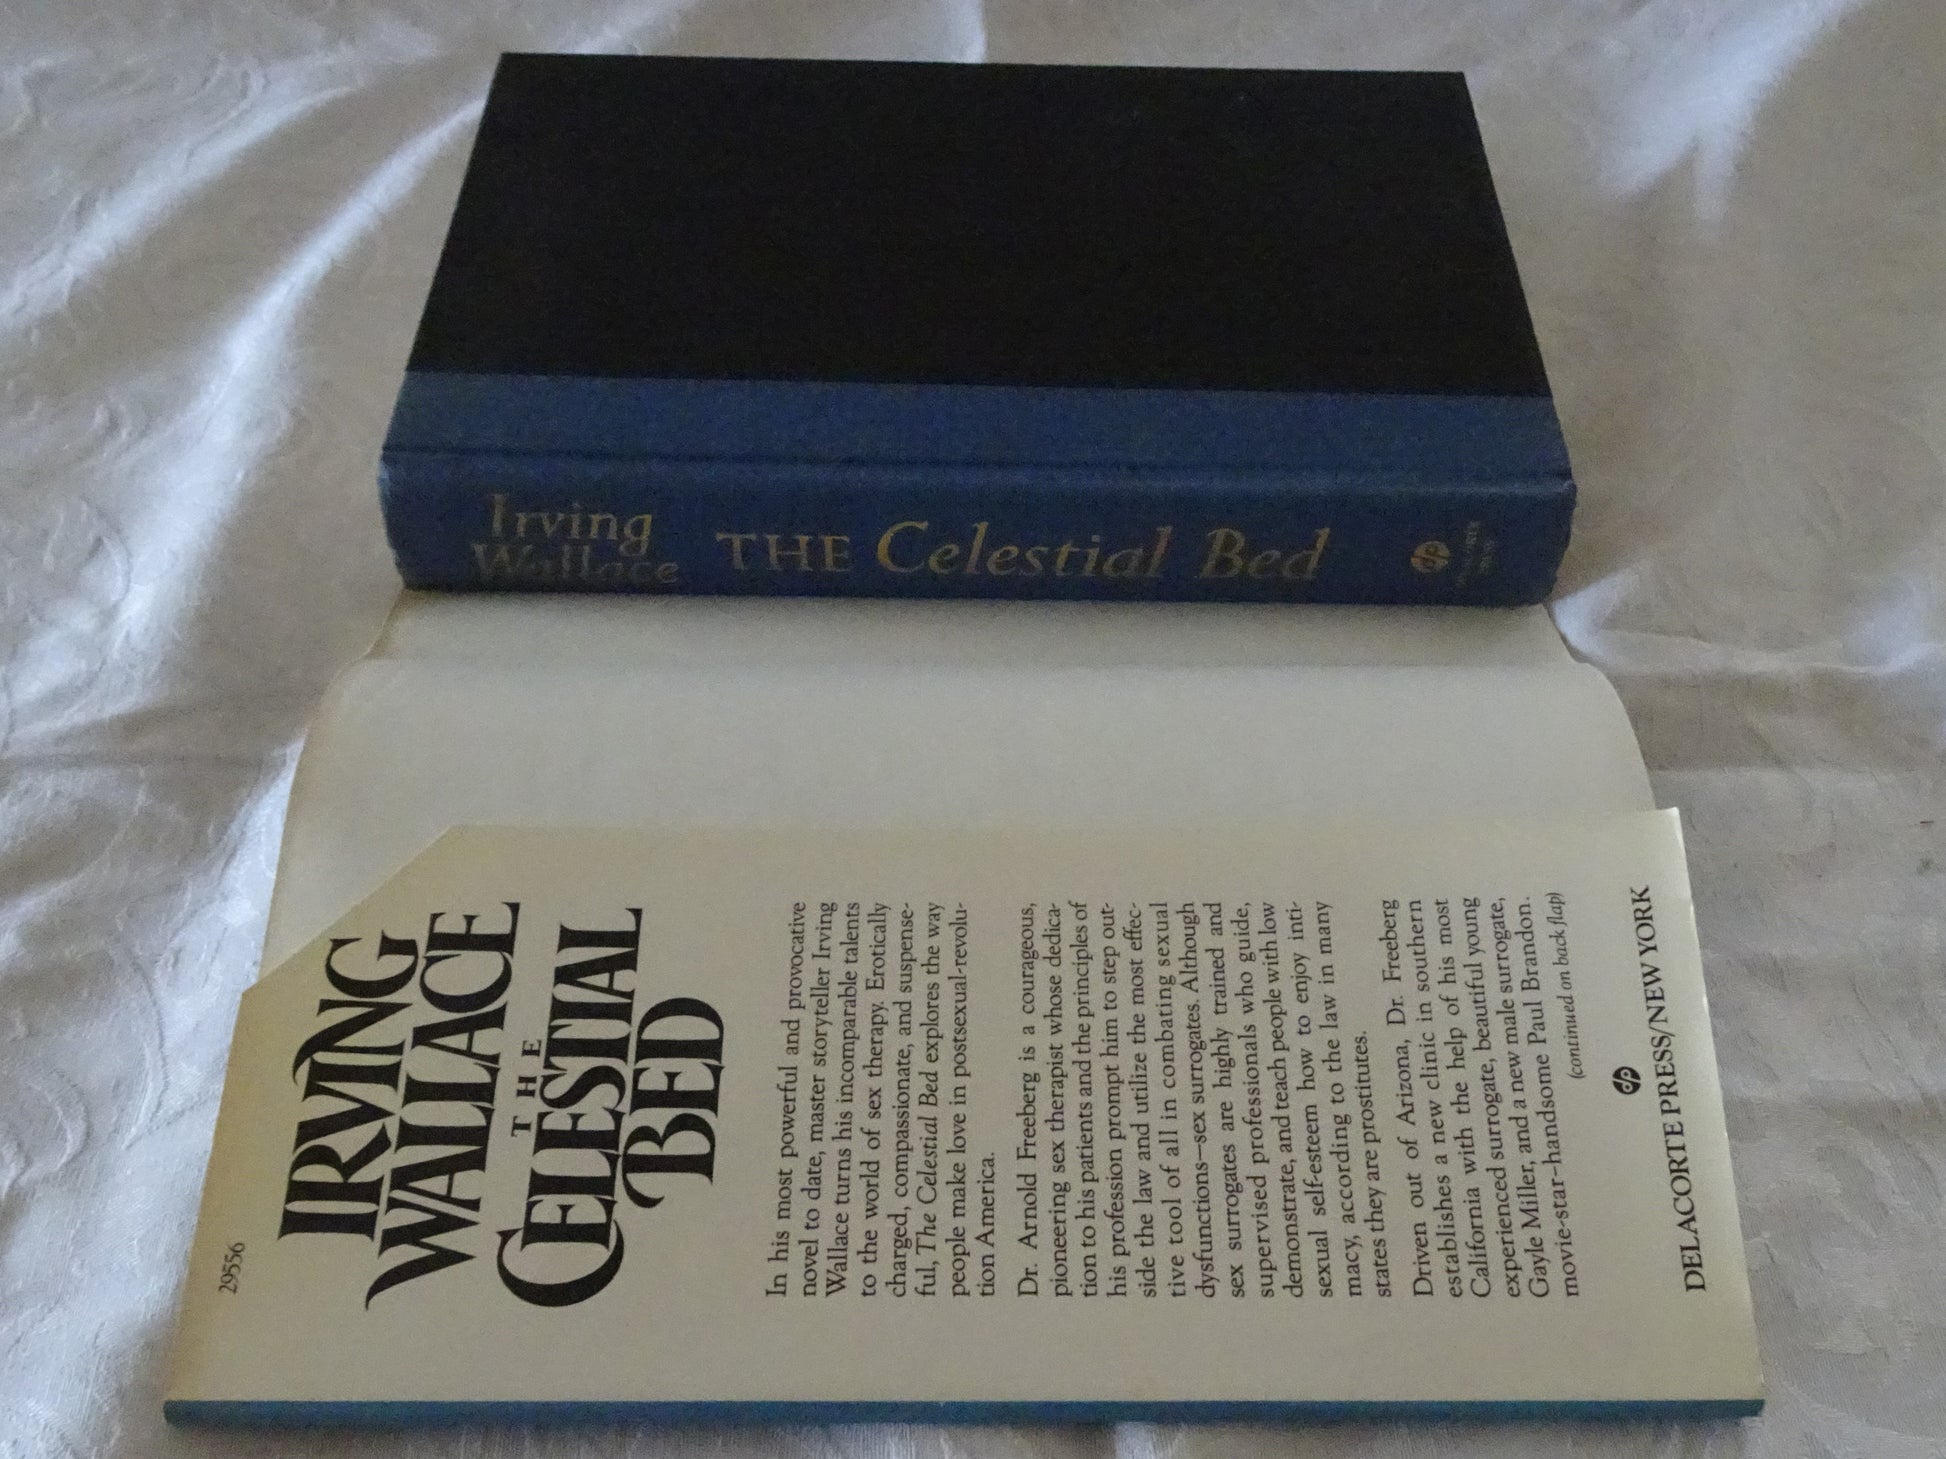 Irving
Wallace
THE Celestial Bed
29556
IRVING
WALLACE
THE
CELESTIAL
BED
In his most powerful and provocative
novel to date, master storyteller Irving
Wallace turns his incomparable talents
to the world of sex therapy. Erotically
charged, compassionate, and suspense-
ful, The Celestial Bed explores the way
people make love in postsexual-revolu-
tion America.
Dr. Arnold Freeberg is a courageous,
pioneering sex therapist whose dedica-
tion to his patients and the principles of
his profession prompt him to step out-
side the law and utilize the most effec-
tive tool of all in combating sexual
dysfunctions—sex surrogates. Although
sex surrogates are highly trained and
supervised professionals who guide,
demonstrate, and teach people with low
sexual self-esteem how to enjoy inti-
macy, according to the law in many
states they are prostitutes.
Driven out of Arizona, Dr. Freeberg
establishes a new clinic in southern
California with the help of his most
experienced surrogate, beautiful young
Gayle Miller, and a new male surrogate,
movie-star-handsome Paul Brandon.
(continued on back flap)
DELACORTE PRESS/NEW YORK